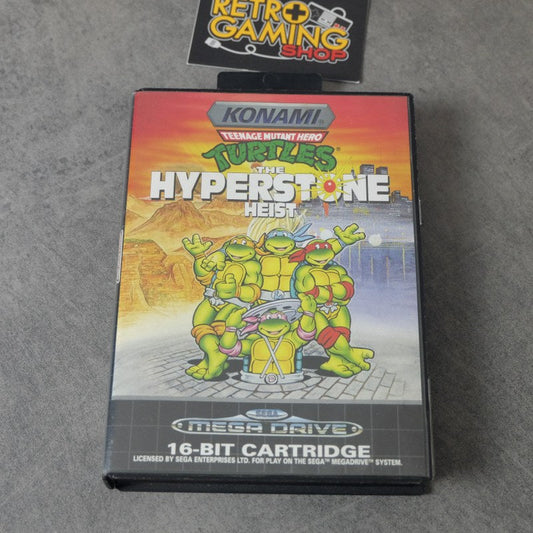 RETRO
GAMING
SHOP
KONAMI
TEENAGE MUTANT HERO
TURTLES
THE
HYPERSTONE
HEIST
SEGA
MEGA DRIVE
16-BIT CARTRIDGE
LICENSED BY SEGA ENTERPRISES LTD. FOR PLAY ON THE SEGA™ MEGADRIVE™ SYSTEM.